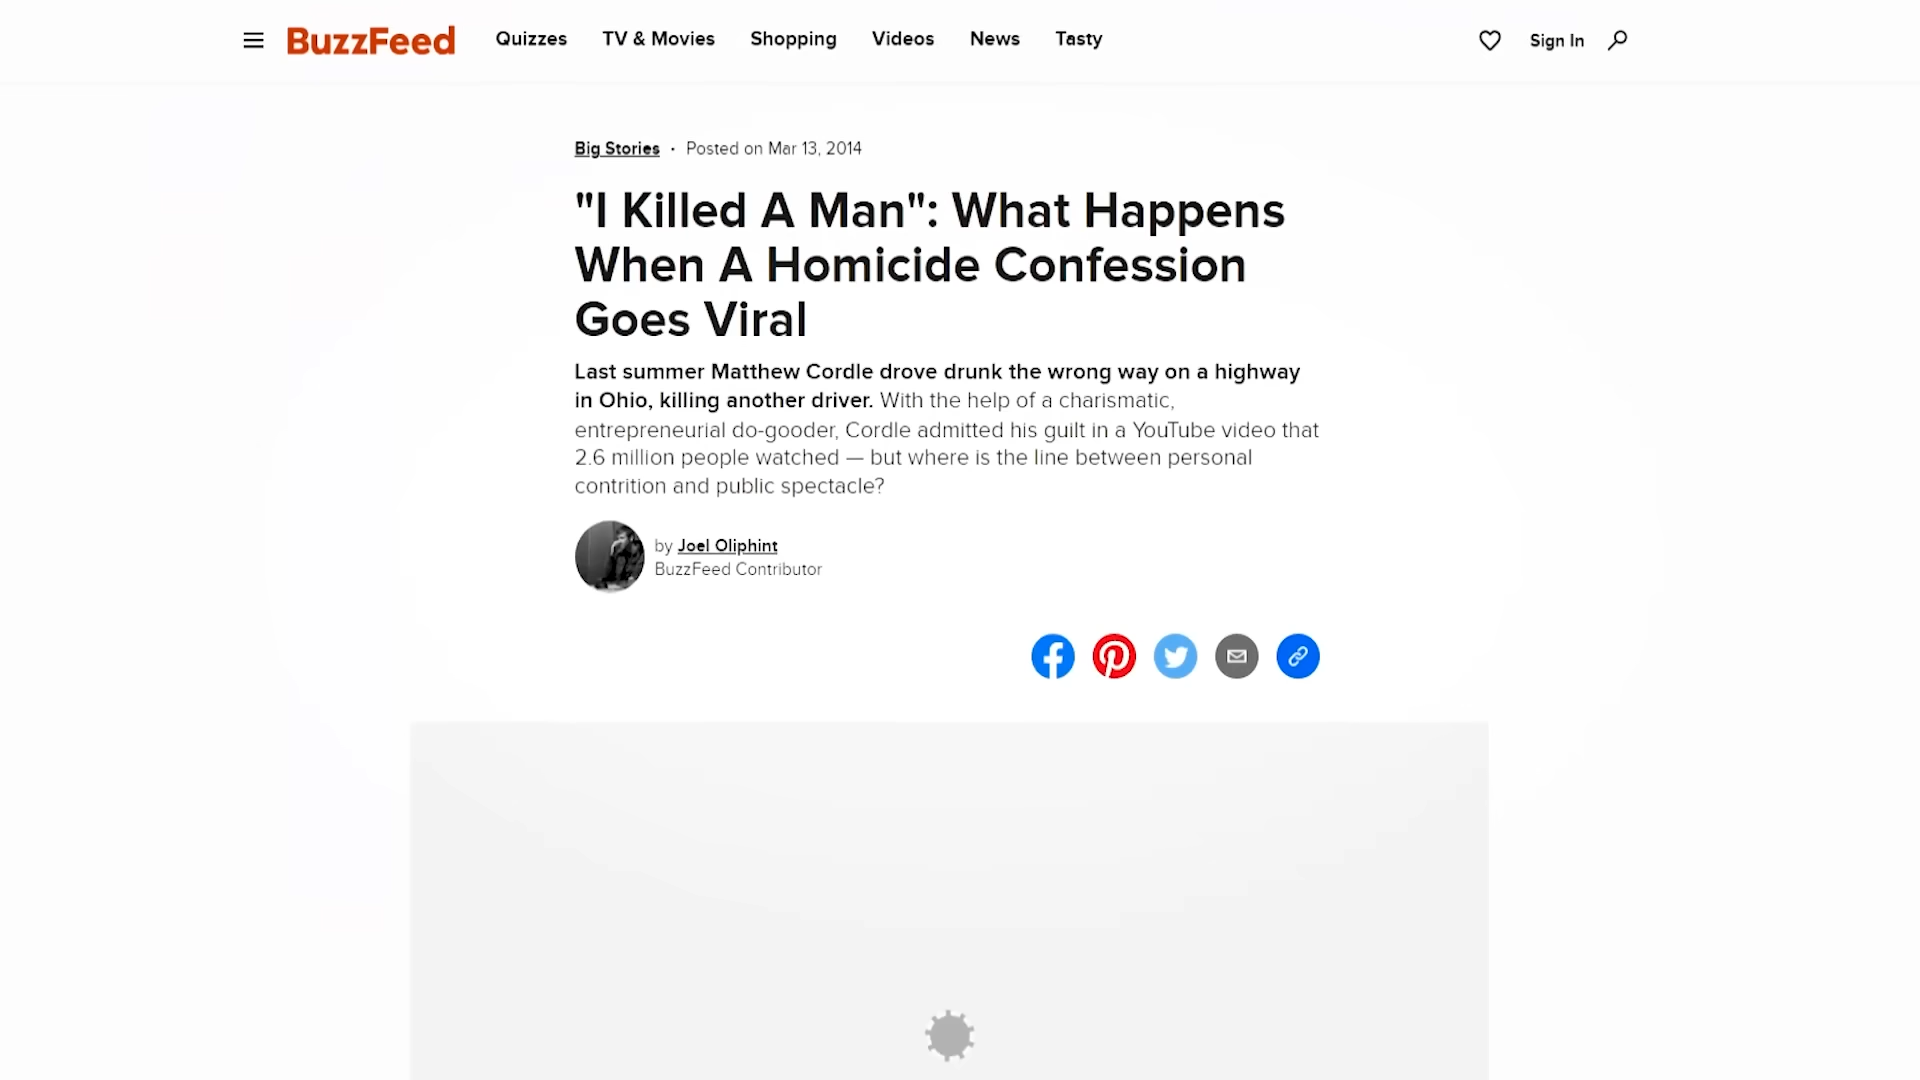 BuzzFeed Quizzes TV & Movies Shopping Videos News Tasty Sign In
Big Stories · Posted on Mar 13, 2014
"I Killed A Man": What Happens
When A Homicide Confession
Goes Viral
Last summer Matthew Cordle drove drunk the wrong way on a highway
in Ohio, killing another driver. With the help of a charismatic,
entrepreneurial do-gooder, Cordle admitted his guilt in a YouTube video that
2.6 million people watched — but where is the line between personal
contrition and public spectacle?
by Joel Oliphint
BuzzFeed Contributor